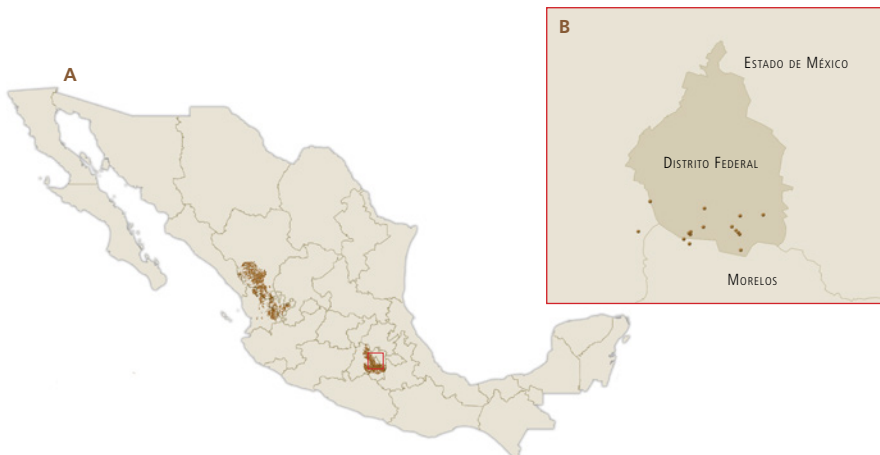 A
B
Estado de México
Distrito Federal
Morelos